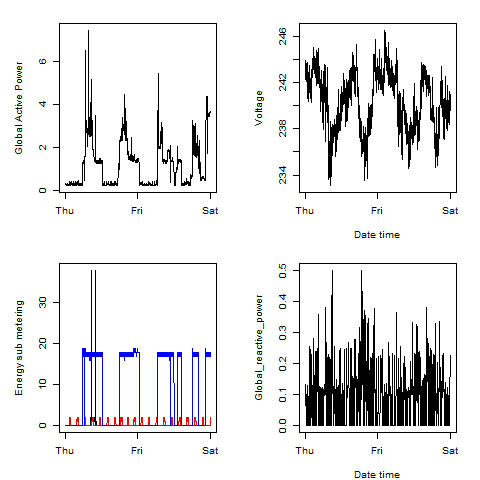 Global Active Power
0 2 4 6
Thu Fri Sat
Voltage
234 238 242 246
Thu Fri Sat
Date time
Energy sub metering
0 10 20 30
Thu Fri Sat
Global_reactive_power
0.0 0.1 0.2 0.3 0.4 0.5
Thu Fri Sat
Date time